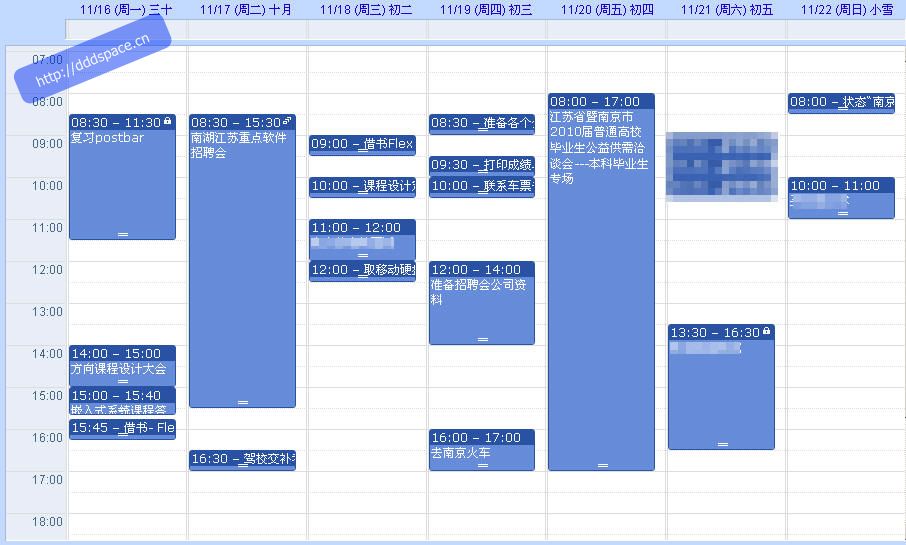 11/16 (周一) 三十
11/17 (周二) 十月
11/18 (周三) 初二
11/19 (周四) 初三
11/20 (周五) 初四
11/21 (周六) 初五
11/22 (周日) 小雪
http://dddspace.cn
07:00
08:00
09:00
10:00
11:00
12:00
13:00
14:00
15:00
16:00
17:00
18:00
08:30 – 11:30
复习postbar
14:00 – 15:00
方向课程设计大会
15:00 – 15:40
嵌入式系统课程答
15:45 – 借书- Fle
08:30 – 15:30
南湖江苏重点软件
招聘会
16:30 – 驾校交补
09:00 – 借书Flex
10:00 – 课程设计
11:00 – 12:00
12:00 – 取移动硬
08:30 – 准备各个
09:30 – 打印成绩
10:00 – 联系车票
12:00 – 14:00
准备招聘会公司资
料
16:00 – 17:00
去南京火车
08:00 – 17:00
江苏省暨南京市
2010届普通高校
毕业生公益供需洽
谈会---本科毕业生
专场
13:30 – 16:30
08:00 – 状态"南京
10:00 – 11:00